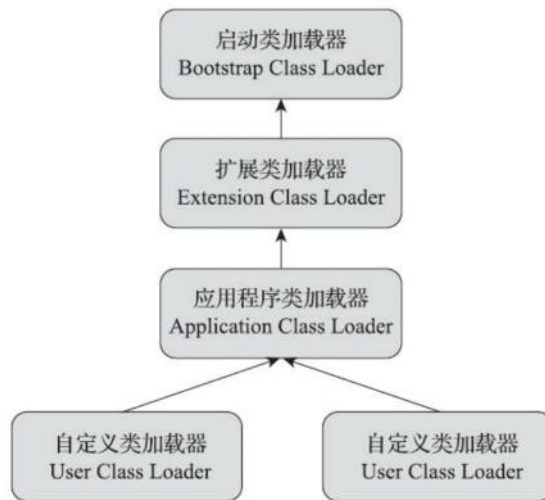 启动类加载器
Bootstrap Class Loader
扩展类加载器
Extension Class Loader
应用程序类加载器
Application Class Loader
自定义类加载器
User Class Loader
自定义类加载器
User Class Loader